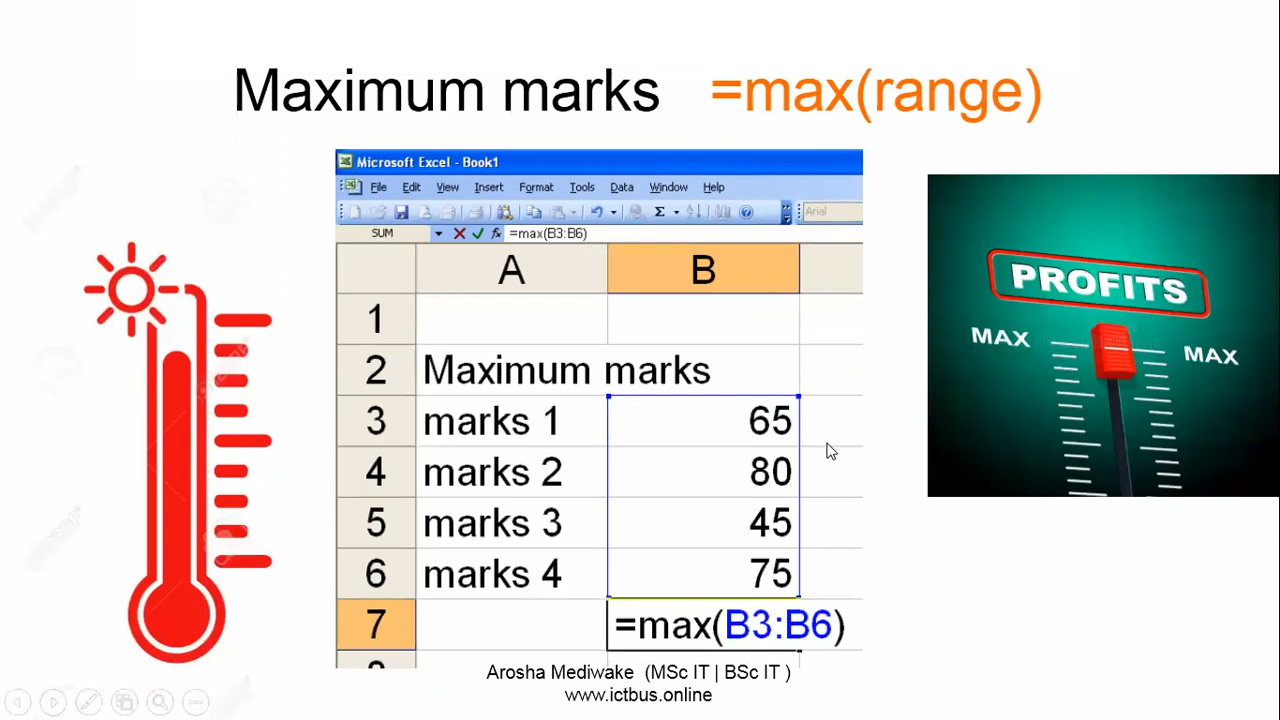 Maximum marks =max(range)
Microsoft Excel - Book1
File Edit View Insert Format Tools Data Window Help
Σ Arial
SUM fx =max(B3:B6)
A B
1
2 Maximum marks
3 marks 1 65
4 marks 2 80
5 marks 3 45
6 marks 4 75
7 =max(B3:B6)
PROFITS
MAX MAX
Arosha Mediwake (MSc IT | BSc IT )
www.ictbus.online